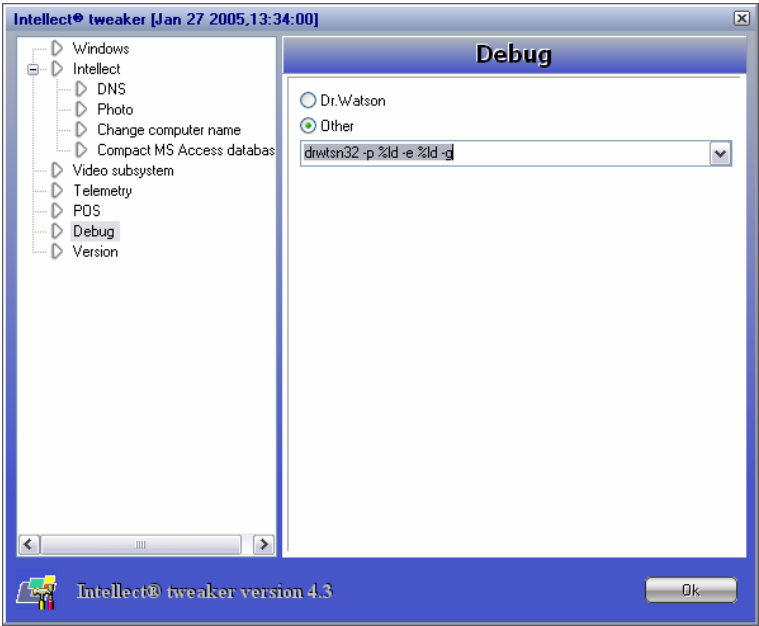 Intellect® tweaker [Jan 27 2005,13:34:00]
Windows
Intellect
DNS
Photo
Change computer name
Compact MS Access databas
Video subsystem
Telemetry
POS
Debug
Version
Debug
Dr.Watson
Other
drwtsn32 -p %ld -e %ld -g
Intellect® tweaker version 4.3
Ok